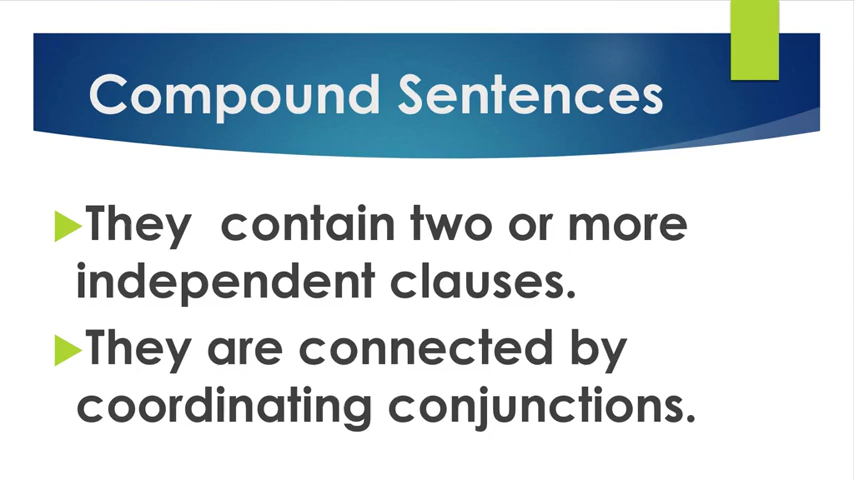 Compound Sentences
They contain two or more
independent clauses.
They are connected by
coordinating conjunctions.